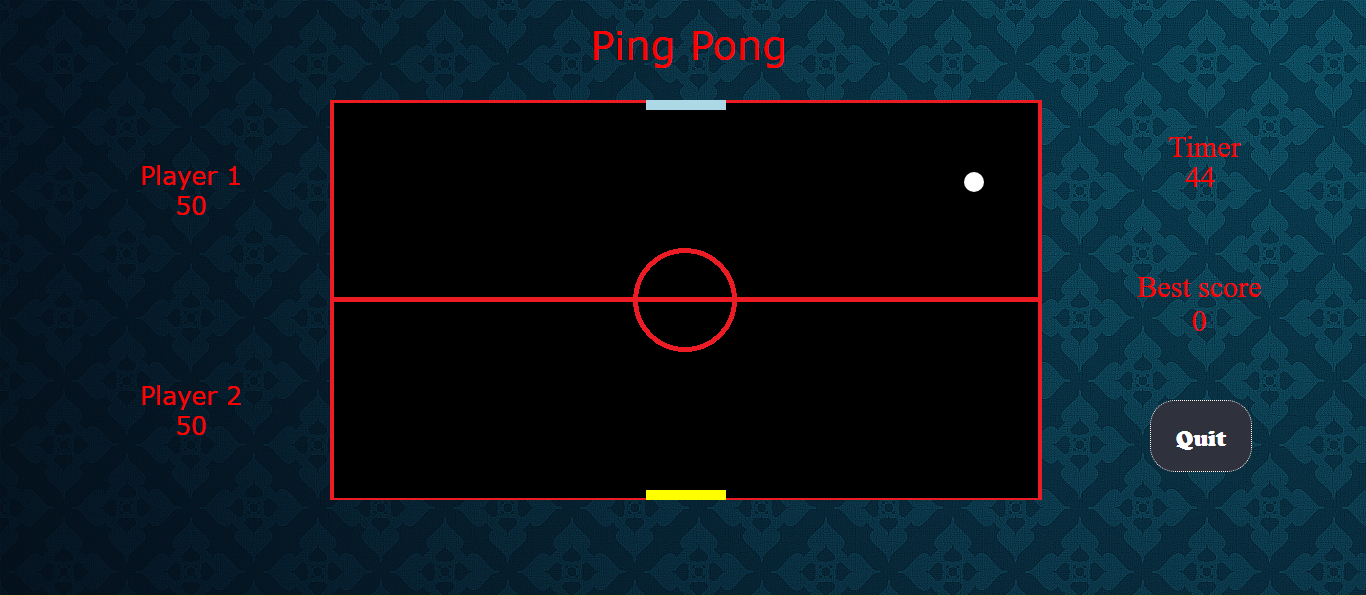 Ping Pong
Player 1
50
Player 2
50
Timer
44
Best score
0
Quit